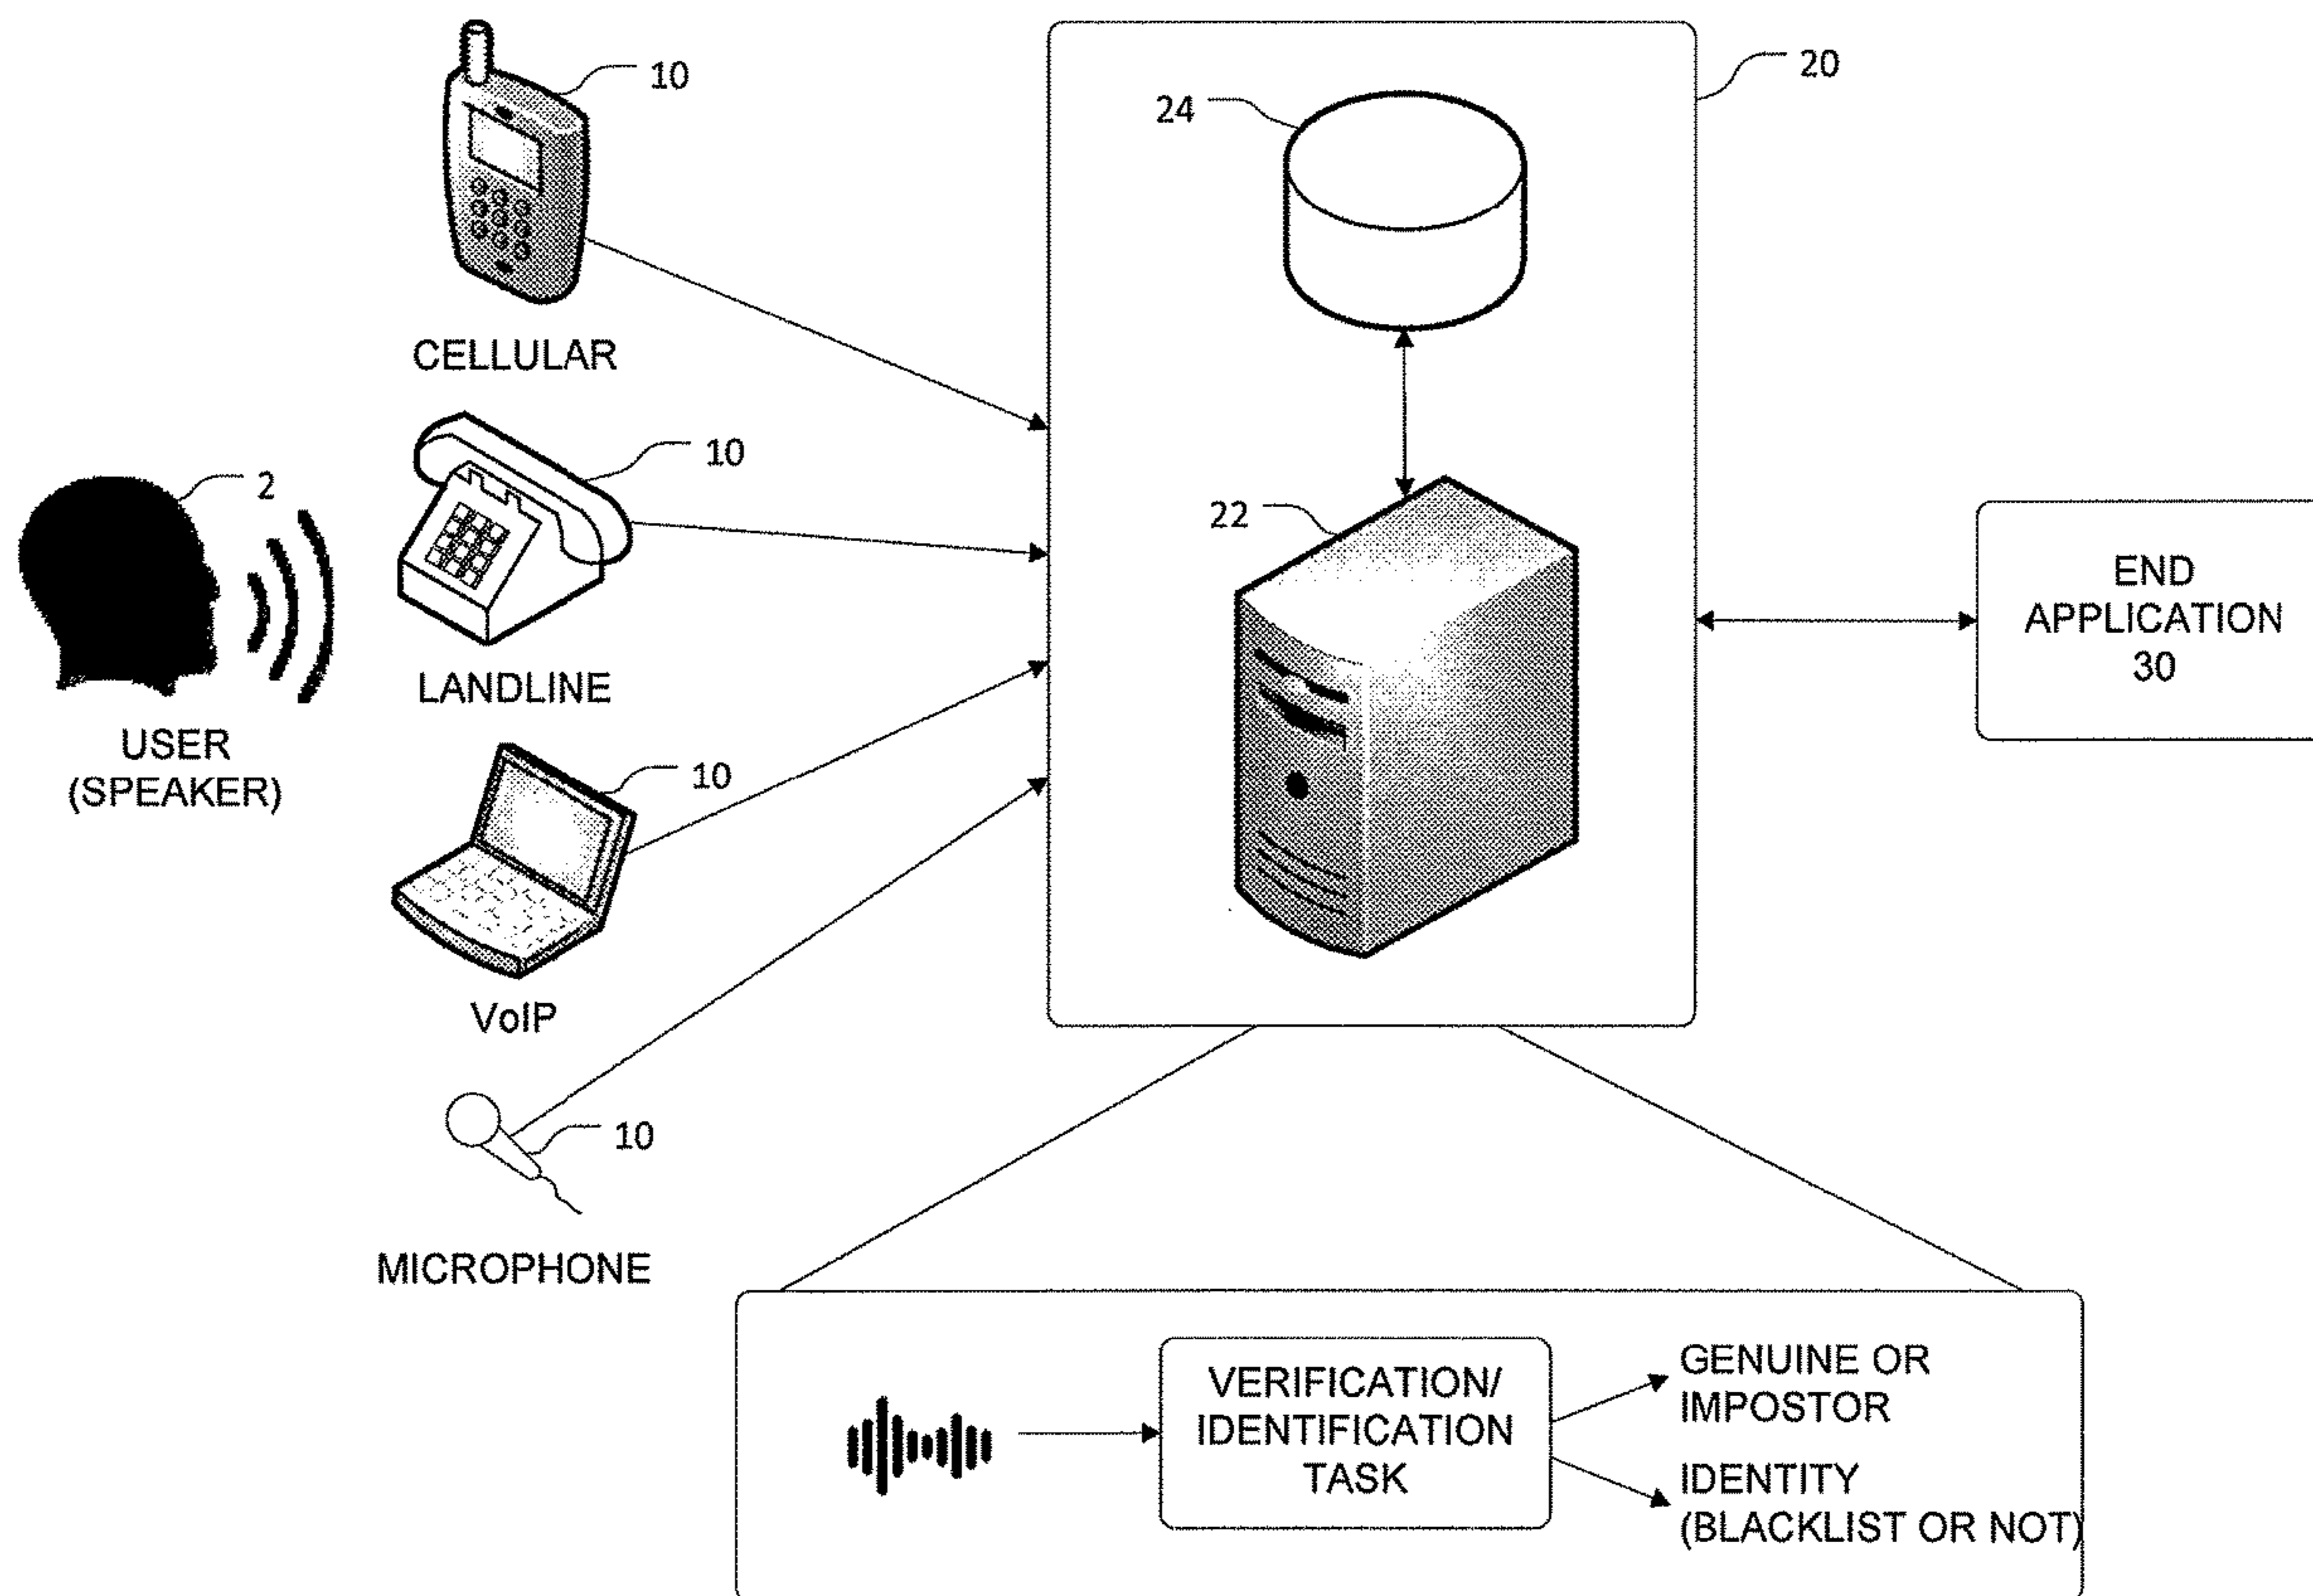 10
CELLULAR
10
2
LANDLINE
USER
(SPEAKER)
10
VoIP
10
MICROPHONE
20
24
22
END
APPLICATION
30
VERIFICATION/
IDENTIFICATION
TASK
GENUINE OR
IMPOSTOR
IDENTITY
(BLACKLIST OR NOT)